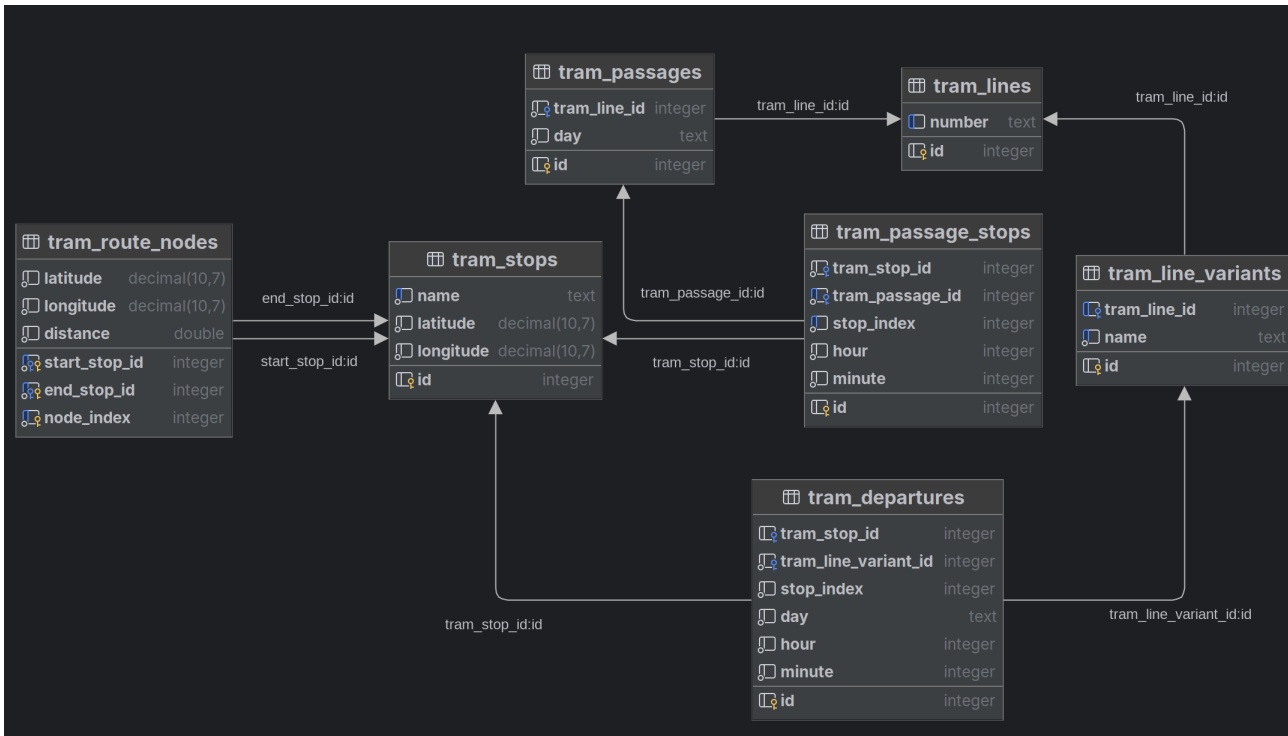 tram_passages
tram_line_id integer
day text
id integer
tram_line_id:id
tram_lines
number text
id integer
tram_line_id:id
tram_route_nodes
latitude decimal(10,7)
longitude decimal(10,7)
distance double
start_stop_id integer
end_stop_id integer
node_index integer
end_stop_id:id
start_stop_id:id
tram_stops
name text
latitude decimal(10,7)
longitude decimal(10,7)
id integer
tram_passage_id:id
tram_stop_id:id
tram_passage_stops
tram_stop_id integer
tram_passage_id integer
stop_index integer
hour integer
minute integer
id integer
tram_line_variants
tram_line_id integer
name text
id integer
tram_departures
tram_stop_id integer
tram_line_variant_id integer
stop_index integer
day text
hour integer
minute integer
id integer
tram_stop_id:id
tram_line_variant_id:id